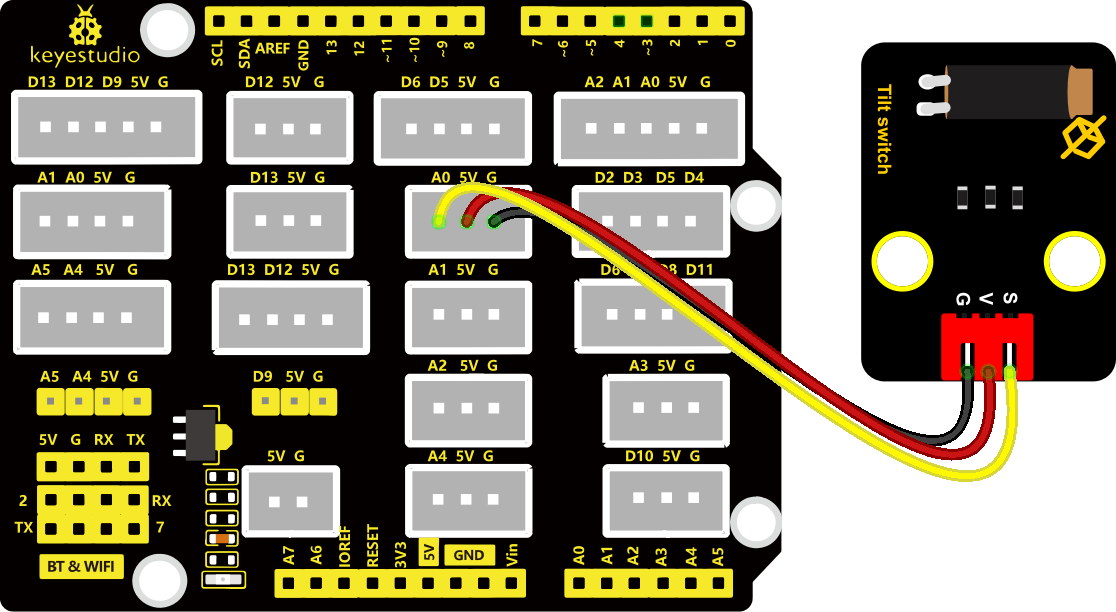 SCL SDA AREF GND 13 12 ~11 ~10 ~9 8 7 ~6 ~5 4 ~3 2 1 0
keyestudio
D13 D12 D9 5V G
D12 5V G
D6 D5 5V G
A2 A1 A0 5V G
Tilt switch
A1 A0 5V G
D13 5V G
A0 5V G
D2 D3 D5 D4
A5 A4 5V G
D13 D12 5V G
A1 5V G
D8 D11
G V S
A5 A4 5V G
D9 5V G
A2 5V G
A3 5V G
5V G RX TX
5V G
A4 5V G
D10 5V G
2 RX
TX 7
BT & WIFI
A7 A6 IOREF RESET 3V3 5V GND Vin
A0 A1 A2 A3 A4 A5